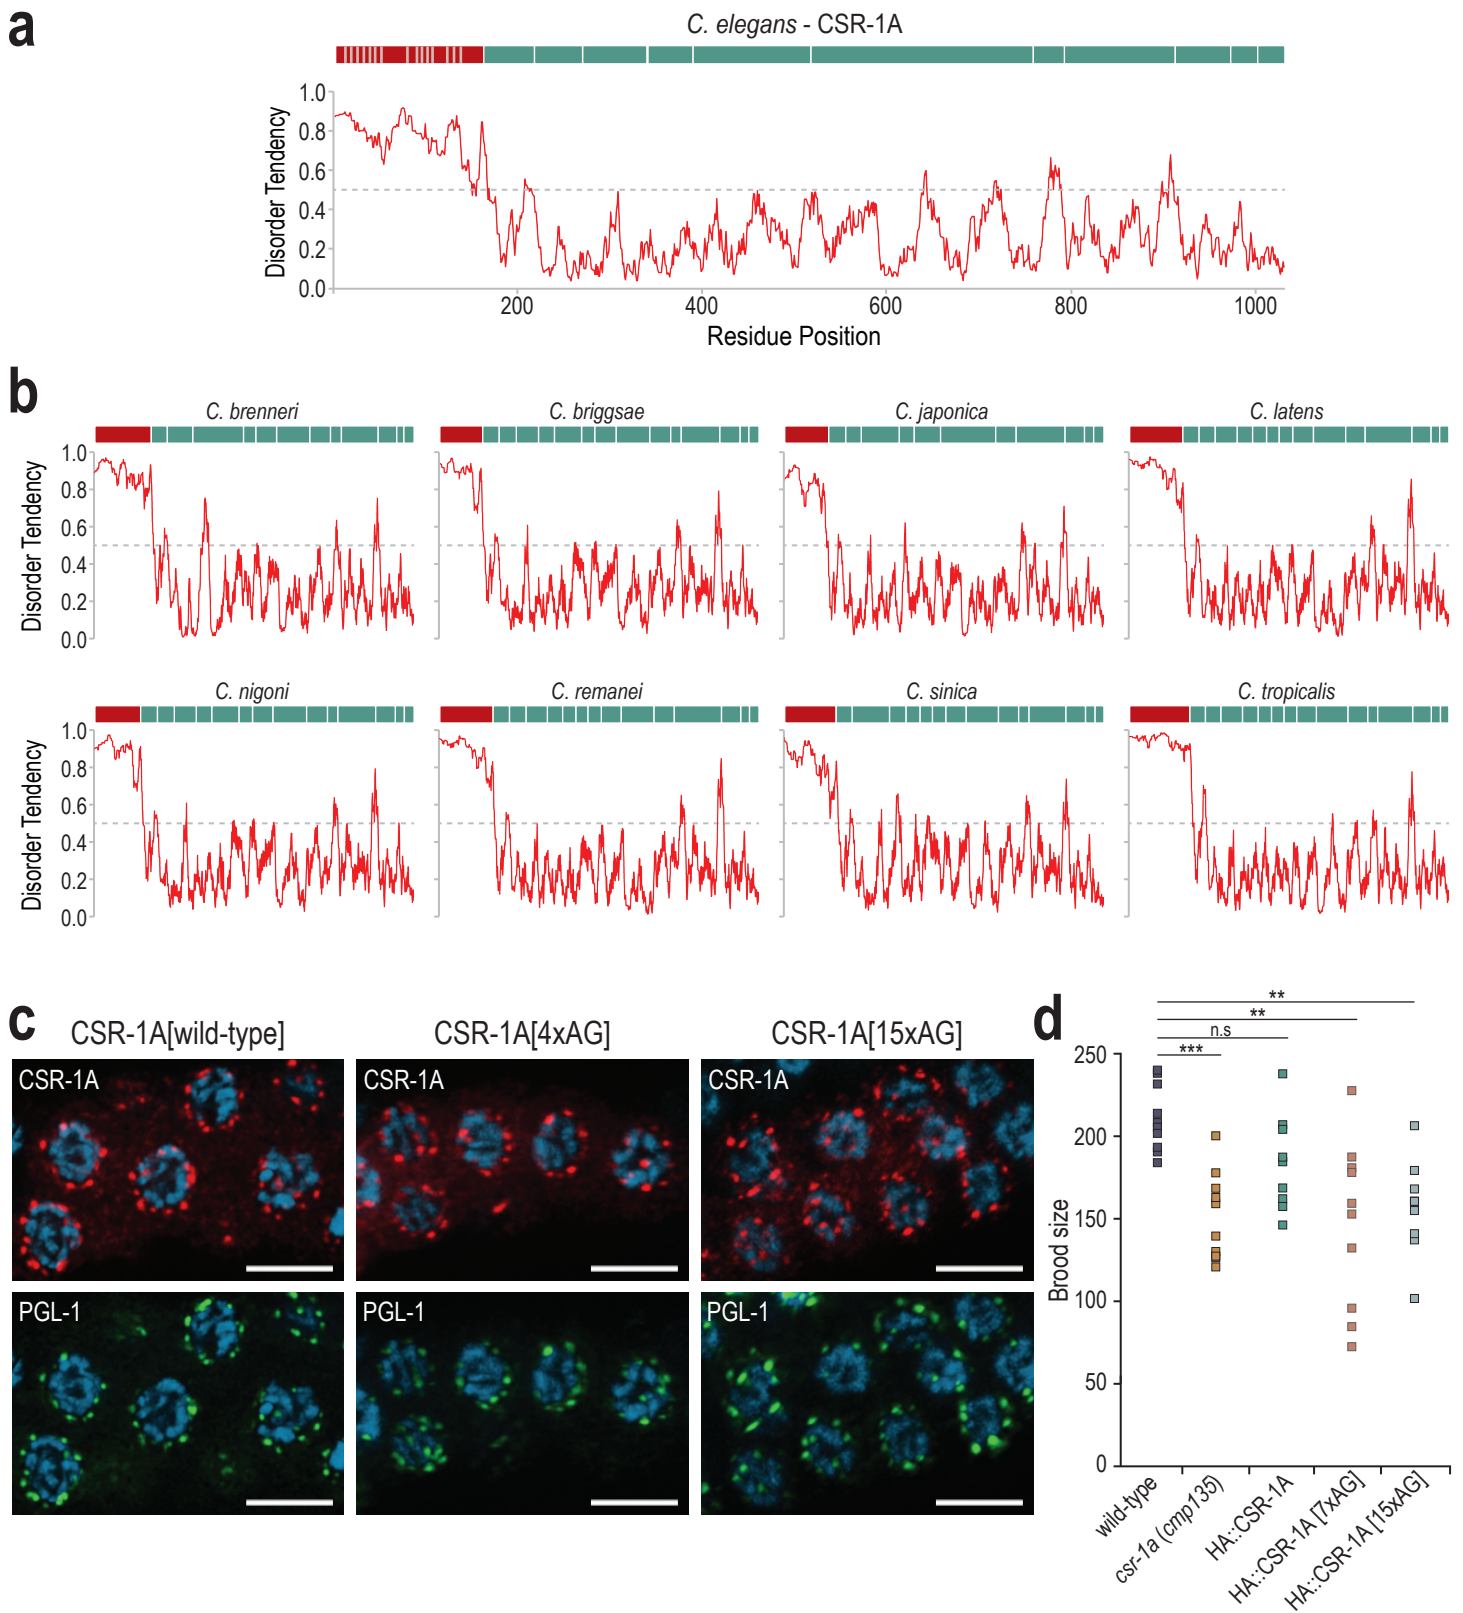 a
C. elegans - CSR-1A
Disorder Tendency
1.0
0.8
0.6
0.4
0.2
0.0
200
400
600
800
1000
Residue Position
b
C. brenneri
C. briggsae
C. japonica
C. latens
Disorder Tendency
1.0
0.8
0.6
0.4
0.2
0.0
C. nigoni
C. remanei
C. sinica
C. tropicalis
Disorder Tendency
1.0
0.8
0.6
0.4
0.2
0.0
c
CSR-1A[wild-type]
CSR-1A[4xAG]
CSR-1A[15xAG]
CSR-1A
CSR-1A
CSR-1A
PGL-1
PGL-1
PGL-1
d
**
**
n.s
***
Brood size
250
200
150
100
50
0
wild-type
csr-1a (cmp135)
HA::CSR-1A
HA::CSR-1A [7xAG]
HA::CSR-1A [15xAG]